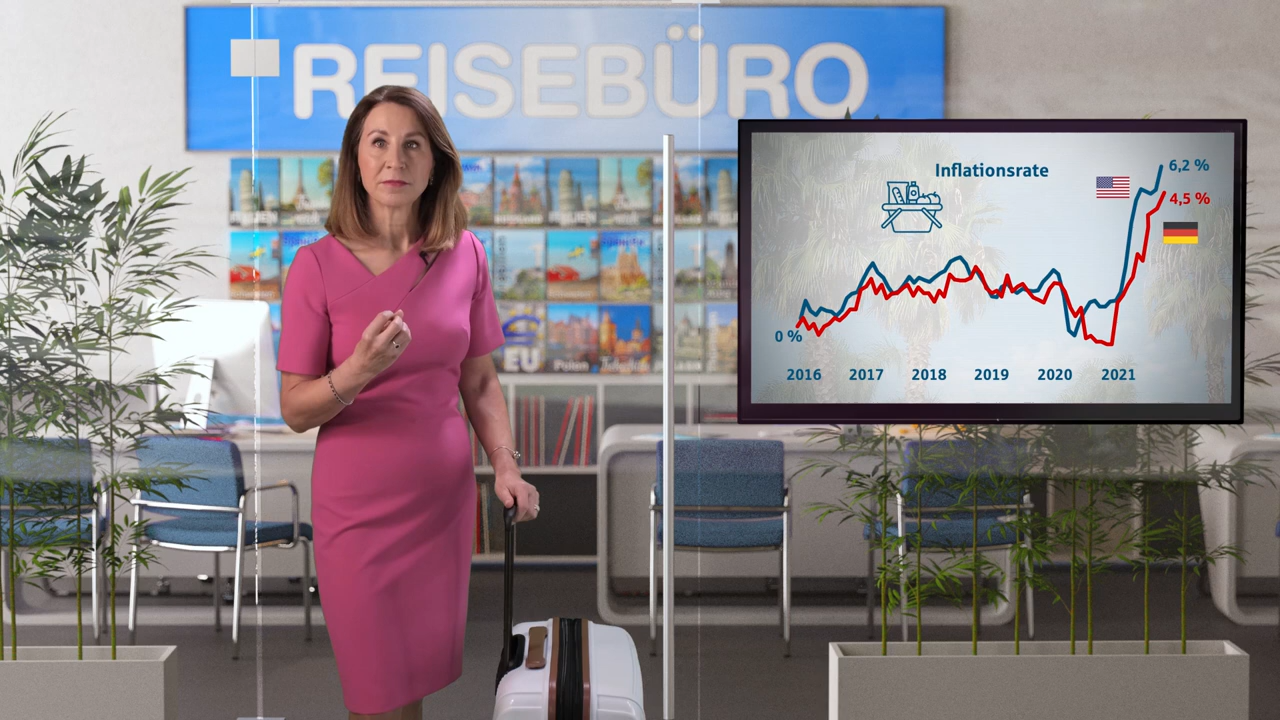 REISEBÜRO
Inflationsrate
6,2 %
4,5 %
0 %
2016 2017 2018 2019 2020 2021
EU
Polen